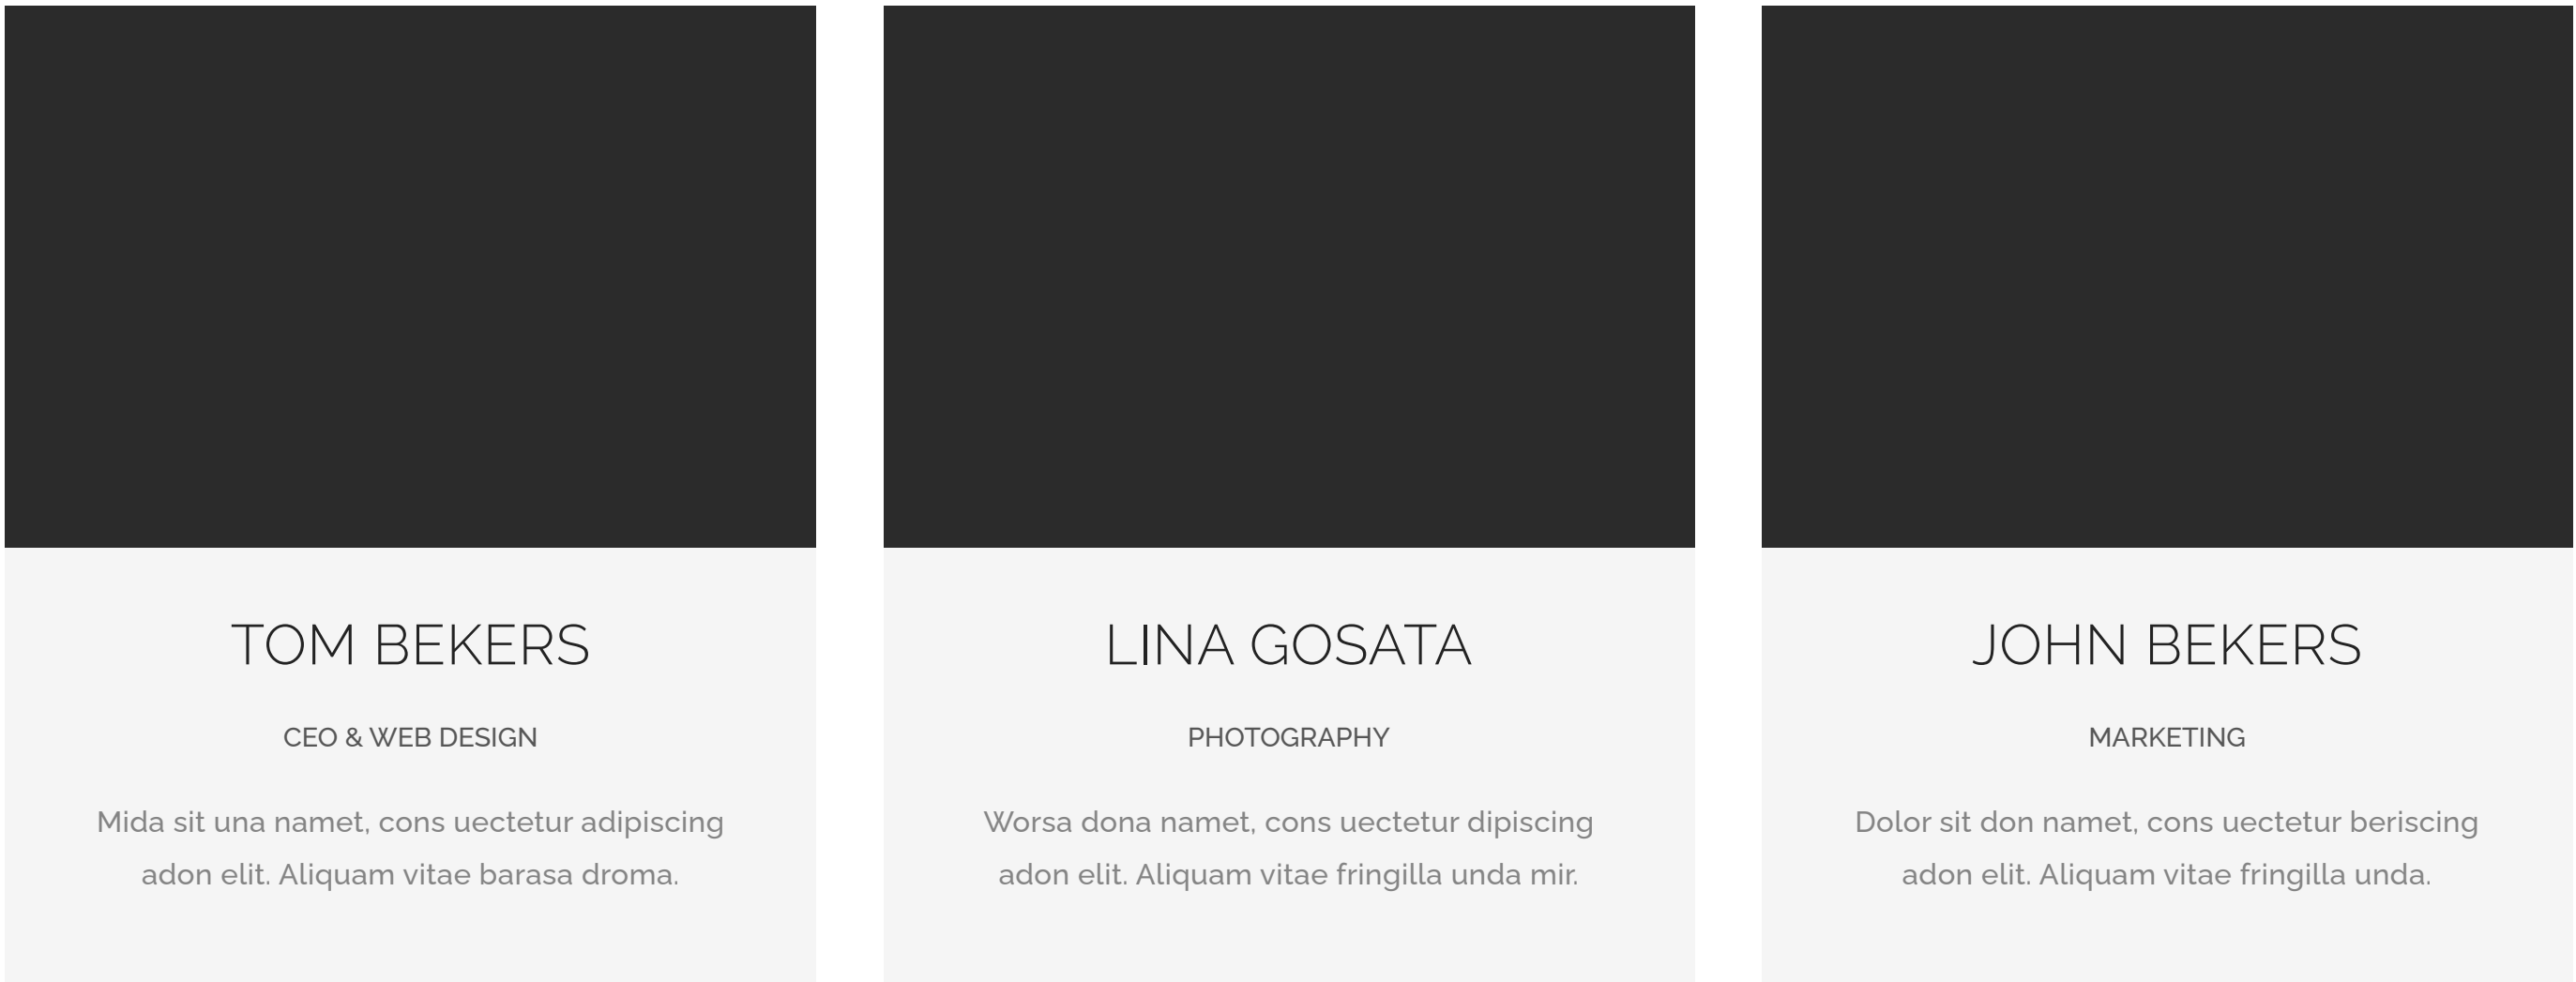 TOM BEKERS
CEO & WEB DESIGN
Mida sit una namet, cons uectetur adipiscing
adon elit. Aliquam vitae barasa droma.
LINA GOSATA
PHOTOGRAPHY
Worsa dona namet, cons uectetur dipiscing
adon elit. Aliquam vitae fringilla unda mir.
JOHN BEKERS
MARKETING
Dolor sit don namet, cons uectetur beriscing
adon elit. Aliquam vitae fringilla unda.